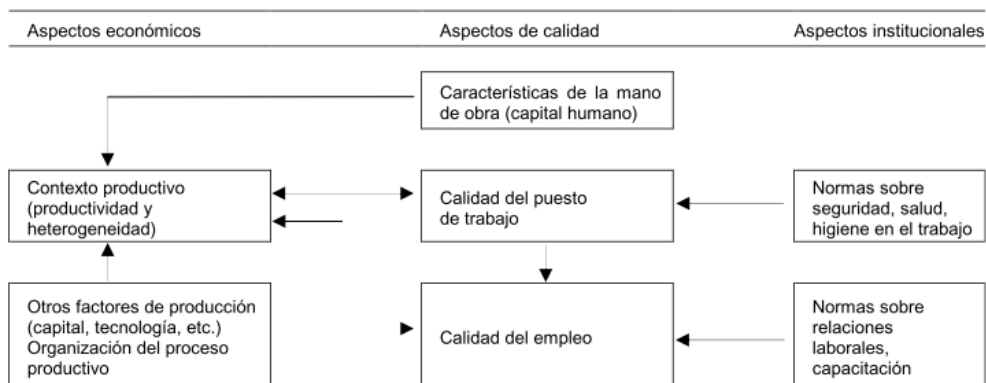 Aspectos económicos
Aspectos de calidad
Aspectos institucionales
Características de la mano
de obra (capital humano)
Contexto productivo
(productividad y
heterogeneidad)
Calidad del puesto
de trabajo
Normas sobre
seguridad, salud,
higiene en el trabajo
Otros factores de producción
(capital, tecnología, etc.)
Organización del proceso
productivo
Calidad del empleo
Normas sobre
relaciones
laborales,
capacitación